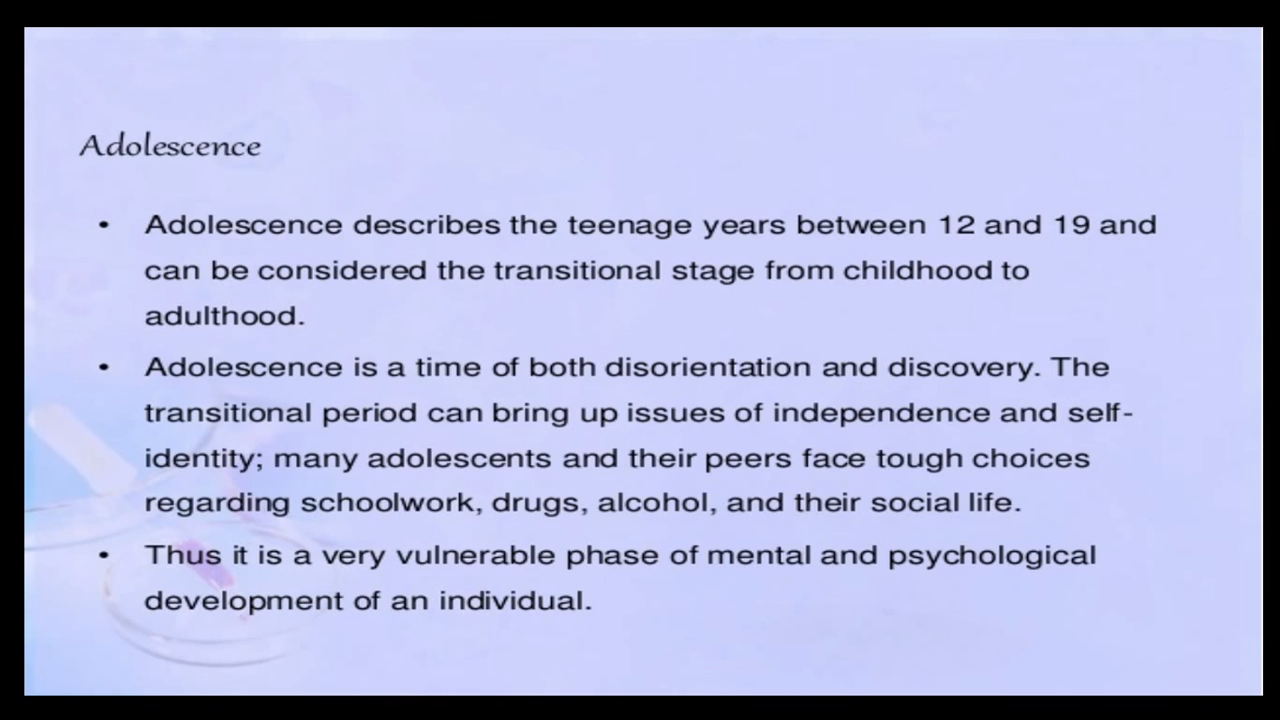 Adolescence
• Adolescence describes the teenage years between 12 and 19 and
can be considered the transitional stage from childhood to
adulthood.
• Adolescence is a time of both disorientation and discovery. The
transitional period can bring up issues of independence and self-
identity; many adolescents and their peers face tough choices
regarding schoolwork, drugs, alcohol, and their social life.
• Thus it is a very vulnerable phase of mental and psychological
development of an individual.